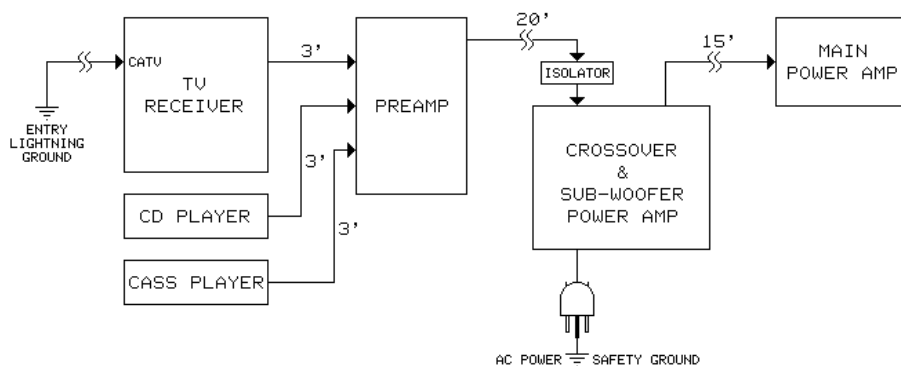 20'
15'
3'
CATV
TV
RECEIVER
PREAMP
ISOLATOR
MAIN
POWER AMP
ENTRY
LIGHTNING
GROUND
3'
CROSSOVER
&
SUB-WOOFER
POWER AMP
CD PLAYER
3'
CASS PLAYER
AC POWER SAFETY GROUND